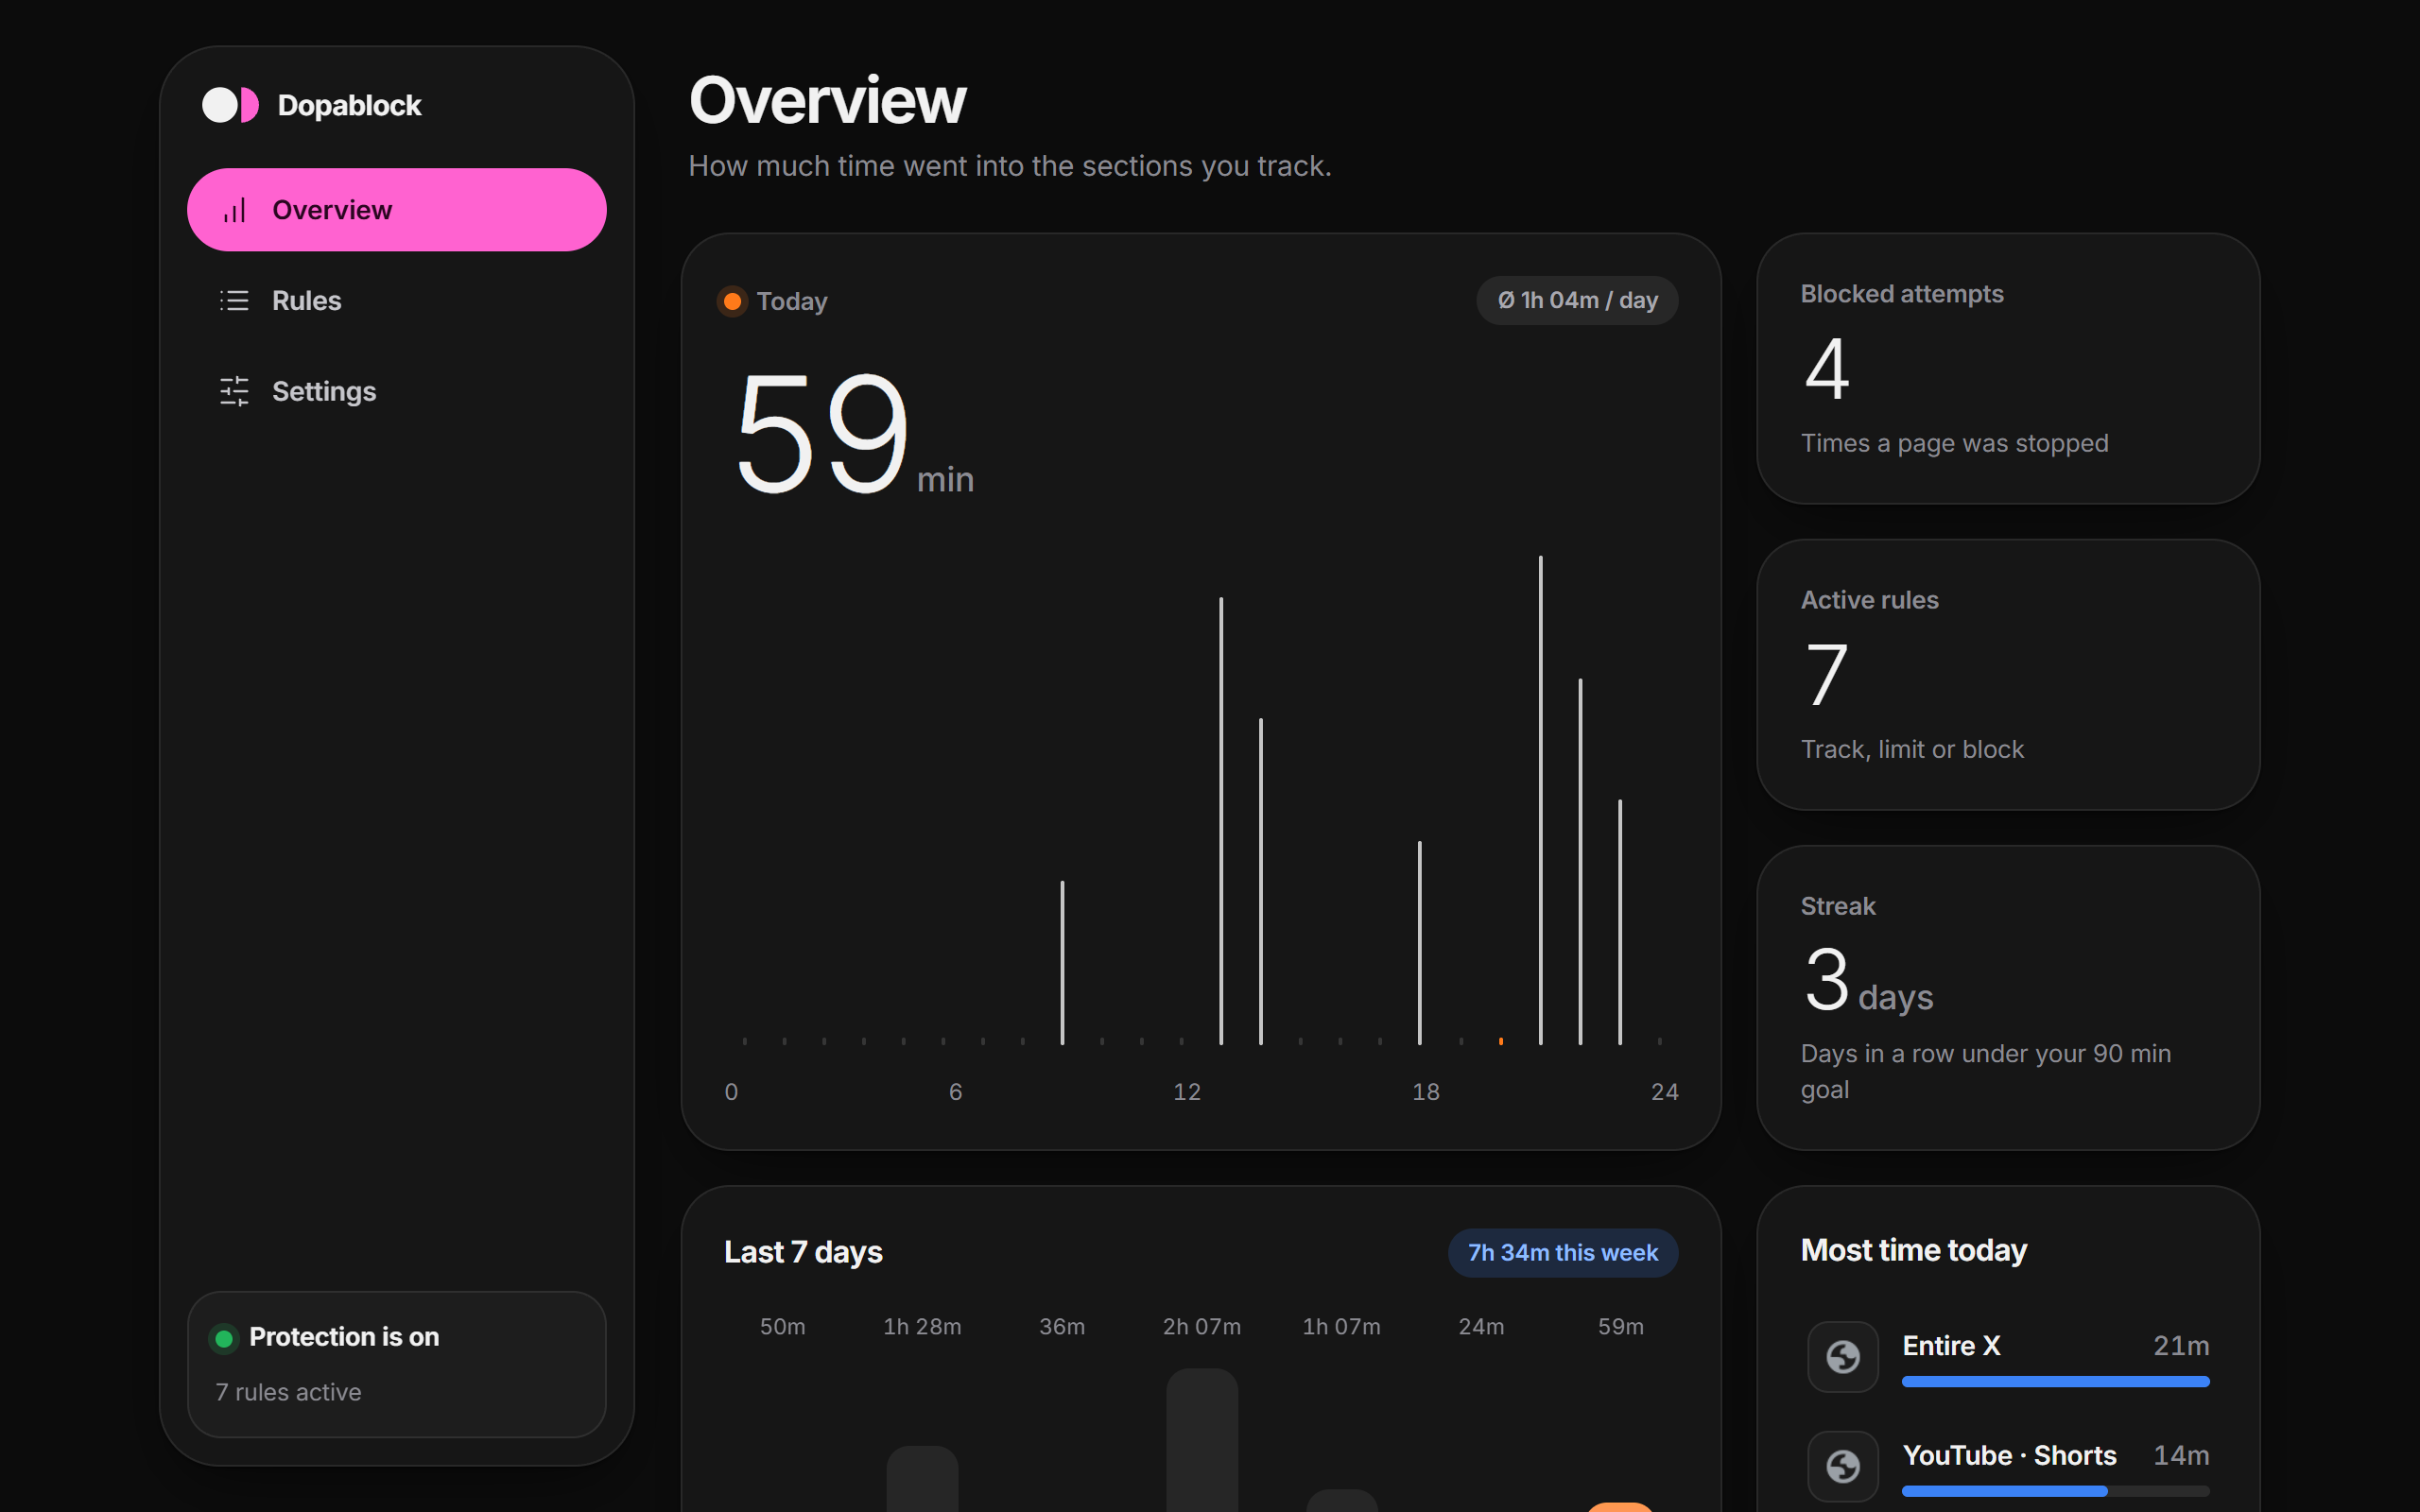 Dopablock
Overview
Rules
Settings
Protection is on
7 rules active
Overview
How much time went into the sections you track.
Today
Ø 1h 04m / day
59 min
0 6 12 18 24
Blocked attempts
4
Times a page was stopped
Active rules
7
Track, limit or block
Streak
3 days
Days in a row under your 90 min
goal
Last 7 days
7h 34m this week
50m 1h 28m 36m 2h 07m 1h 07m 24m 59m
Most time today
Entire X 21m
YouTube · Shorts 14m